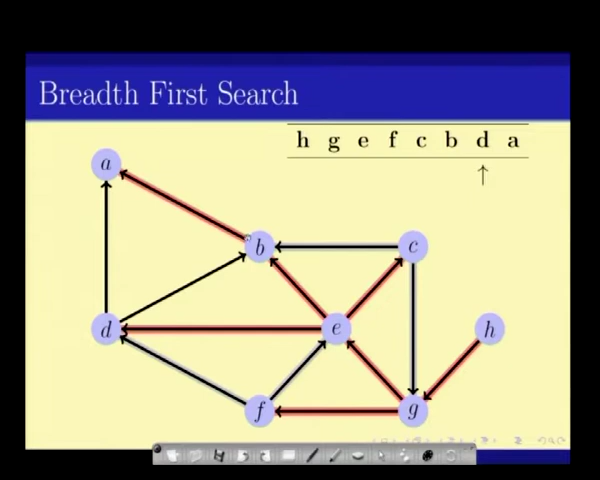 Breadth First Search
h g e f c b d a
↑
a
b
c
d
e
h
f
g